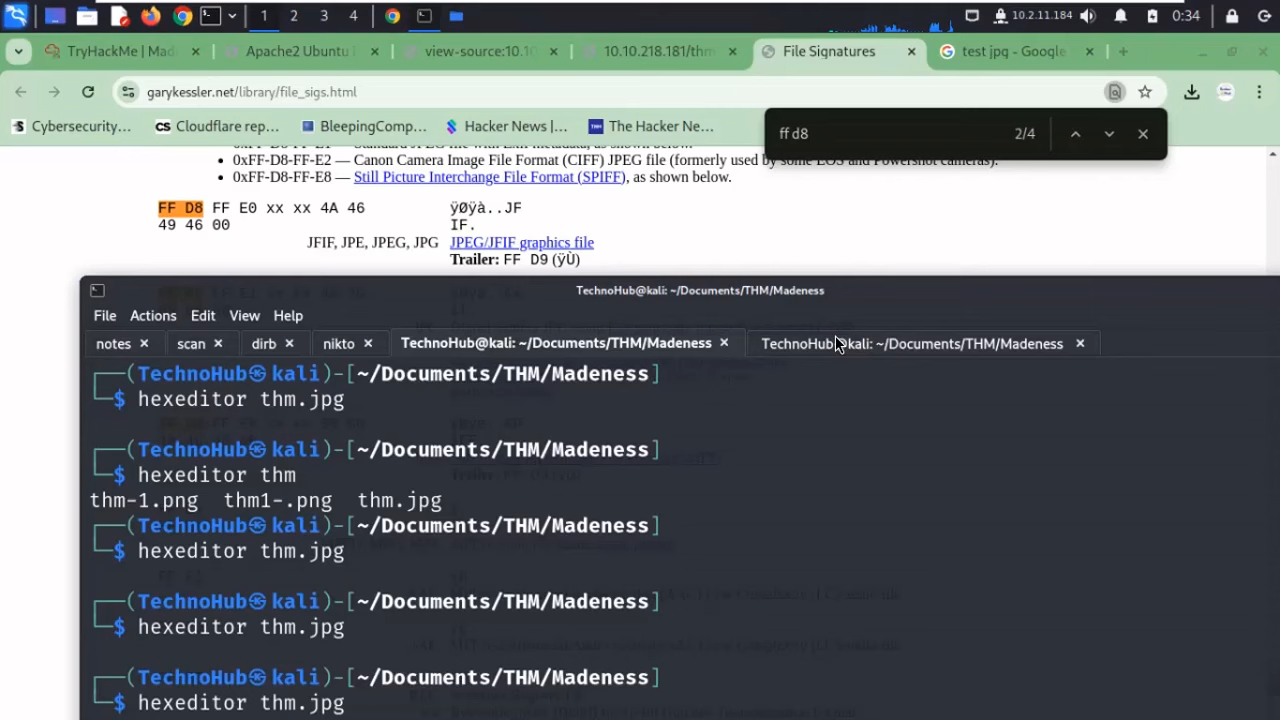 1 2 3 4 10.2.11.184 0:34
TryHackMe | Mad × Apache2 Ubuntu × view-source:10.10 × 10.10.218.181/thm × File Signatures × test jpq - Google × +
garykessler.net/library/file_sigs.html
Cybersecurity... Cloudflare rep... BleepingComp... Hacker News |... The Hacker Ne...
ff d8 2/4
0xFF-D8-FF-E2 — Canon Camera Image File Format (CIFF) JPEG file (formerly used by some EOS and Powershot cameras).
0xFF-D8-FF-E8 — Still Picture Interchange File Format (SPIFF), as shown below.
FF D8 FF E0 xx xx 4A 46 ÿØÿà..JF
49 46 00 IF.
JFIF, JPE, JPEG, JPG JPEG/JFIF graphics file
Trailer: FF D9 (ÿÙ)
TechnoHub@kali: ~/Documents/THM/Madeness
File Actions Edit View Help
notes × scan × dirb × nikto × TechnoHub@kali: ~/Documents/THM/Madeness × TechnoHub@kali: ~/Documents/THM/Madeness ×
┌──(TechnoHub㉿kali)-[~/Documents/THM/Madeness]
└─$ hexeditor thm.jpg
┌──(TechnoHub㉿kali)-[~/Documents/THM/Madeness]
└─$ hexeditor thm
thm-1.png thm1-.png thm.jpg
┌──(TechnoHub㉿kali)-[~/Documents/THM/Madeness]
└─$ hexeditor thm.jpg
┌──(TechnoHub㉿kali)-[~/Documents/THM/Madeness]
└─$ hexeditor thm.jpg
┌──(TechnoHub㉿kali)-[~/Documents/THM/Madeness]
└─$ hexeditor thm.jpg